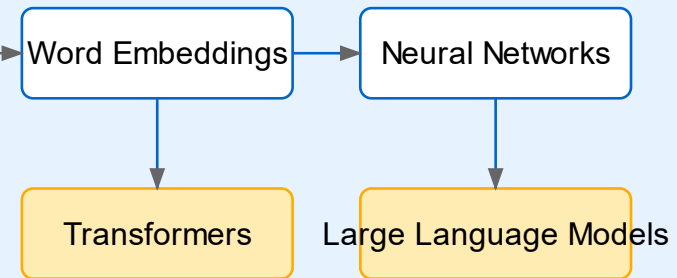 Word Embeddings
Neural Networks
Transformers
Large Language Models